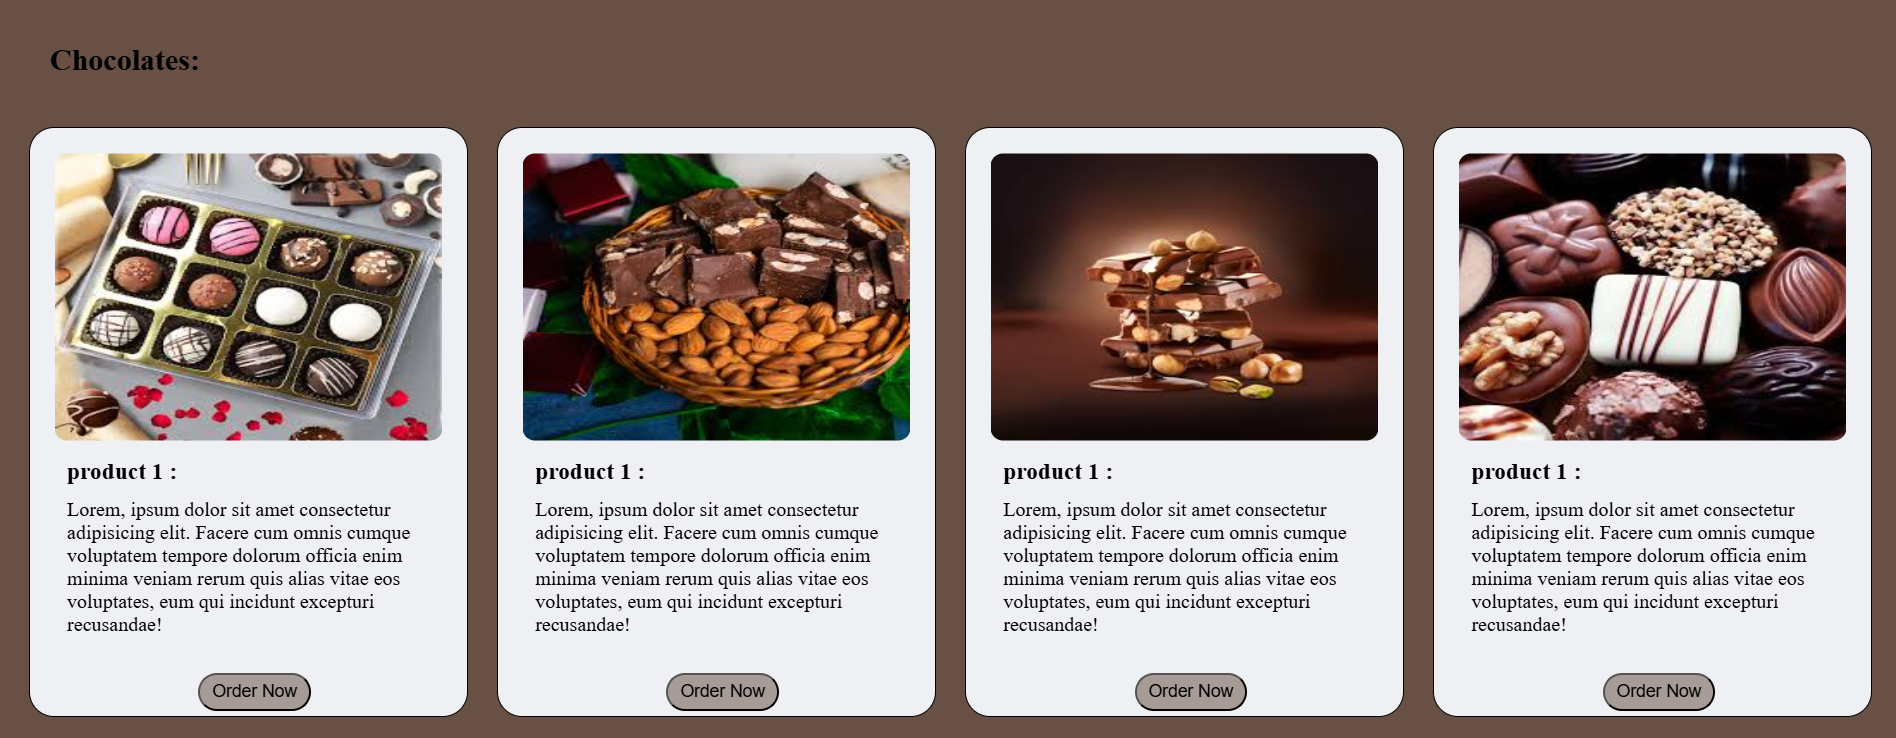 Chocolates:
product 1 :
Lorem, ipsum dolor sit amet consectetur
adipisicing elit. Facere cum omnis cumque
voluptatem tempore dolorum officia enim
minima veniam rerum quis alias vitae eos
voluptates, eum qui incidunt excepturi
recusandae!
Order Now
product 1 :
Lorem, ipsum dolor sit amet consectetur
adipisicing elit. Facere cum omnis cumque
voluptatem tempore dolorum officia enim
minima veniam rerum quis alias vitae eos
voluptates, eum qui incidunt excepturi
recusandae!
Order Now
product 1 :
Lorem, ipsum dolor sit amet consectetur
adipisicing elit. Facere cum omnis cumque
voluptatem tempore dolorum officia enim
minima veniam rerum quis alias vitae eos
voluptates, eum qui incidunt excepturi
recusandae!
Order Now
product 1 :
Lorem, ipsum dolor sit amet consectetur
adipisicing elit. Facere cum omnis cumque
voluptatem tempore dolorum officia enim
minima veniam rerum quis alias vitae eos
voluptates, eum qui incidunt excepturi
recusandae!
Order Now